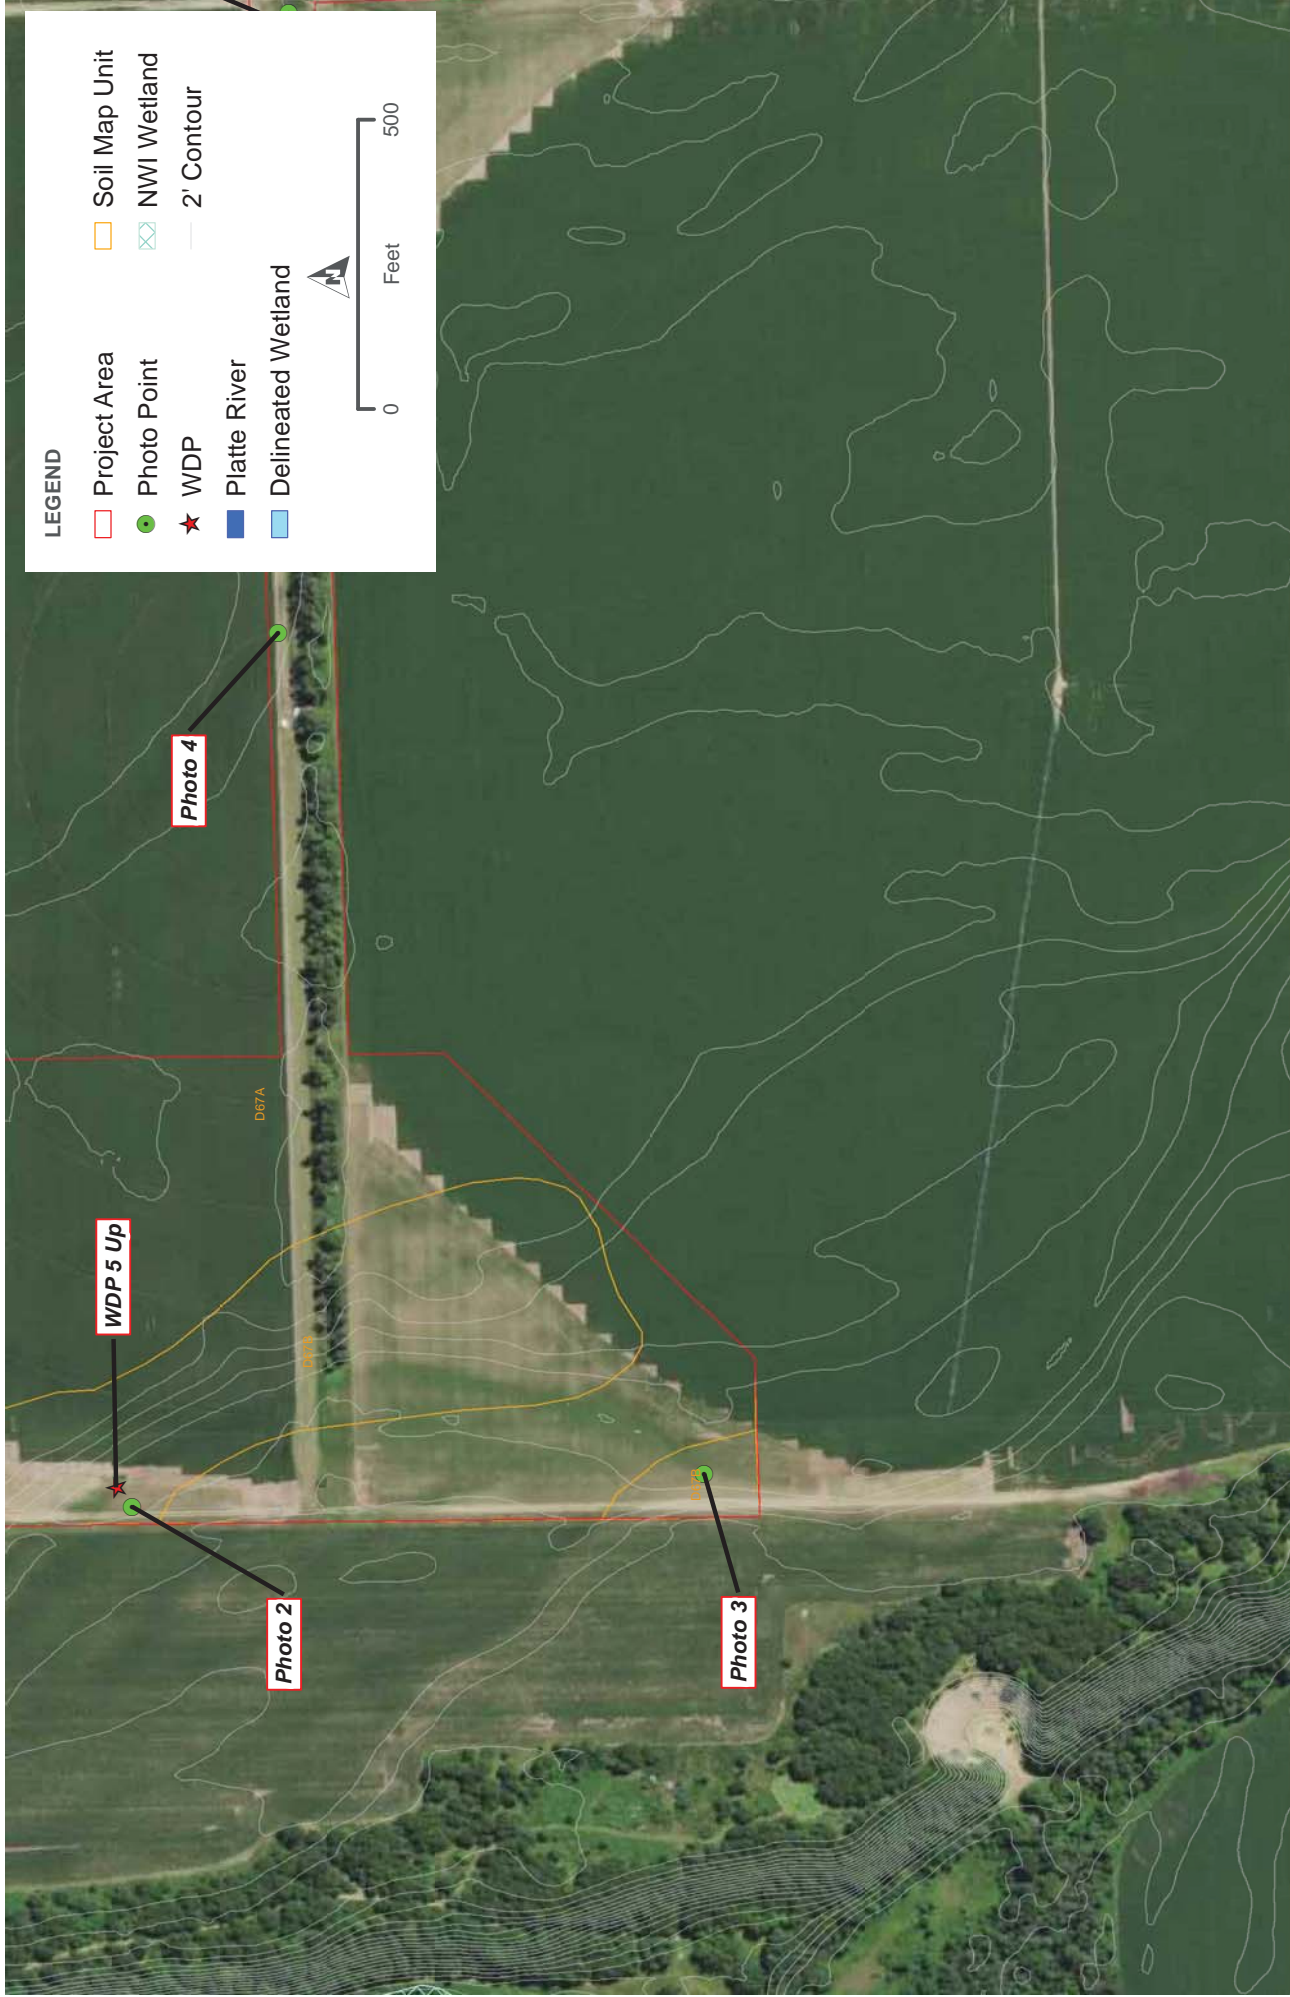 LEGEND
Project Area
Photo Point
WDP
Platte River
Delineated Wetland
Soil Map Unit
NWI Wetland
2' Contour
N
0
Feet
500
WDP 5 Up
Photo 2
Photo 3
Photo 4
D67A